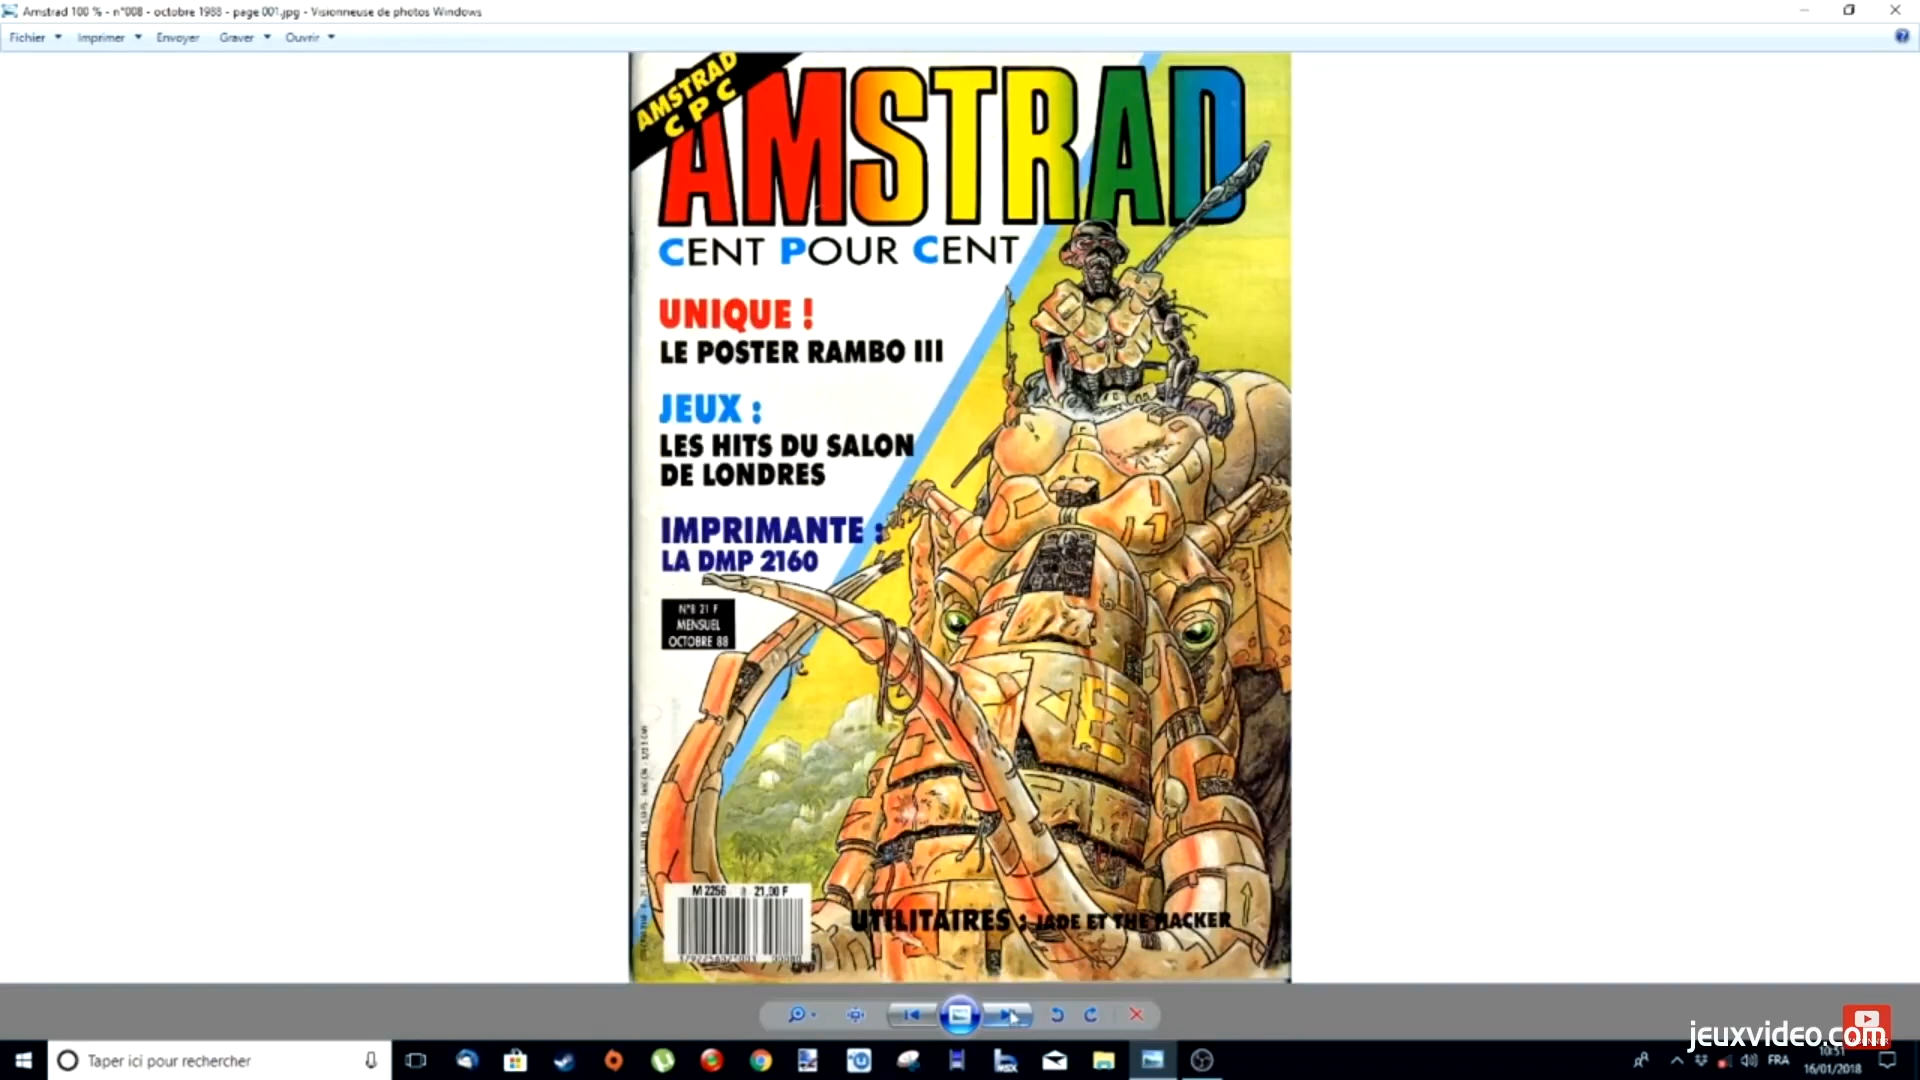 Amstrad 100 % - n°008 - octobre 1988 - page 001.jpg - Visionneuse de photos Windows
Fichier Imprimer Envoyer Graver Ouvrir
AMSTRAD
CPC
AMSTRAD
CENT POUR CENT
UNIQUE !
LE POSTER RAMBO III
JEUX :
LES HITS DU SALON
DE LONDRES
IMPRIMANTE :
LA DMP 2160
N°8 21 F
MENSUEL
OCTOBRE 88
M 2256 8 21,00 F
UTILITAIRES : JADE ET THE HACKER
jeuxvideo.com
Taper ici pour rechercher
FRA
10:51
16/01/2018